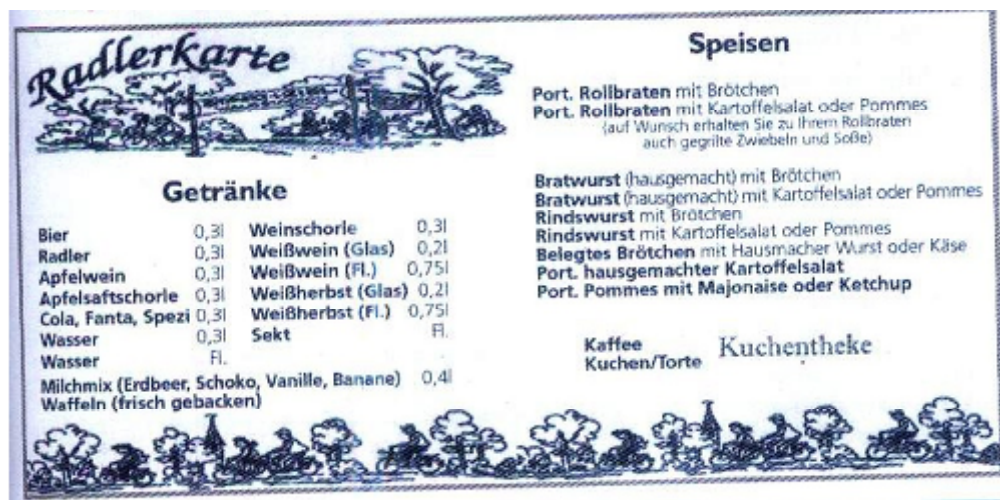 Radlerkarte
Getränke
Bier 0,3l
Radler 0,3l
Apfelwein 0,3l
Apfelsaftschorle 0,3l
Cola, Fanta, Spezi 0,3l
Wasser 0,3l
Wasser Fl.
Weinschorle 0,3l
Weißwein (Glas) 0,2l
Weißwein (Fl.) 0,75l
Weißherbst (Glas) 0,2l
Weißherbst (Fl.) 0,75l
Sekt Fl.
Milchmix (Erdbeer, Schoko, Vanille, Banane) 0,4l
Waffeln (frisch gebacken)
Speisen
Port. Rollbraten mit Brötchen
Port. Rollbraten mit Kartoffelsalat oder Pommes
(auf Wunsch erhalten Sie zu Ihrem Rollbraten
auch gegrilte Zwiebeln und Soße)
Bratwurst (hausgemacht) mit Brötchen
Bratwurst (hausgemacht) mit Kartoffelsalat oder Pommes
Rindswurst mit Brötchen
Rindswurst mit Kartoffelsalat oder Pommes
Belegtes Brötchen mit Hausmacher Wurst oder Käse
Port. hausgemachter Kartoffelsalat
Port. Pommes mit Majonaise oder Ketchup
Kaffee
Kuchen/Torte
Kuchentheke